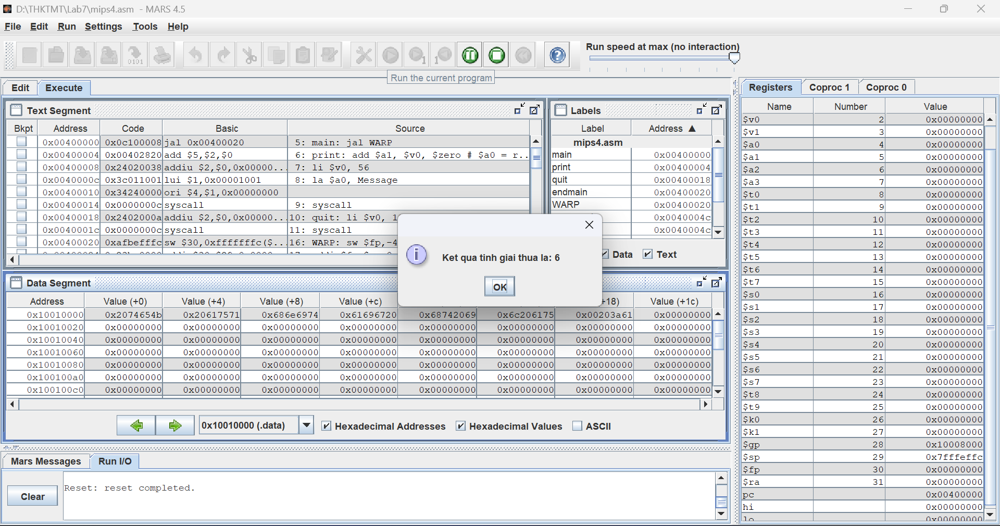 D:\THKTMT\Lab7\mips4.asm - MARS 4.5
File Edit Run Settings Tools Help
Run speed at max (no interaction)
Run the current program
Edit Execute
Text Segment
Bkpt Address Code Basic Source
0x00400000 0x0c100008 jal 0x00400020 5: main: jal WARP
0x00400004 0x00402820 add $5,$2,$0 6: print: add $a1, $v0, $zero # $a0 = r...
0x00400008 0x24020038 addiu $2,$0,0x00000... 7: li $v0, 56
0x0040000c 0x3c011001 lui $1,0x00001001 8: la $a0, Message
0x00400010 0x34240000 ori $4,$1,0x00000000
0x00400014 0x0000000c syscall 9: syscall
0x00400018 0x2402000a addiu $2,$0,0x00000... 10: quit: li $v0, 1
0x0040001c 0x0000000c syscall 11: syscall
0x00400020 0xafbefffc sw $30,0xfffffffc($... 16: WARP: sw $fp,-4
Labels
Label Address ▲
mips4.asm
main 0x00400000
print 0x00400004
quit 0x00400018
endmain 0x00400020
WARP 0x00400020
0x0040004c
0x0040004c
Data Text
Ket qua tinh giai thua la: 6
OK
Data Segment
Address Value (+0) Value (+4) Value (+8) Value (+c) +18) Value (+1c)
0x10010000 0x2074654b 0x20617571 0x686e6974 0x61696720 0x68742069 0x6c206175 0x00203a61 0x00000000
0x10010020 0x00000000 0x00000000 0x00000000 0x00000000 0x00000000 0x00000000 0x00000000 0x00000000
0x10010040 0x00000000 0x00000000 0x00000000 0x00000000 0x00000000 0x00000000 0x00000000 0x00000000
0x10010060 0x00000000 0x00000000 0x00000000 0x00000000 0x00000000 0x00000000 0x00000000 0x00000000
0x10010080 0x00000000 0x00000000 0x00000000 0x00000000 0x00000000 0x00000000 0x00000000 0x00000000
0x100100a0 0x00000000 0x00000000 0x00000000 0x00000000 0x00000000 0x00000000 0x00000000 0x00000000
0x100100c0 0x00000000 0x00000000 0x00000000 0x00000000 0x00000000 0x00000000 0x00000000 0x00000000
0x10010000 (.data) Hexadecimal Addresses Hexadecimal Values ASCII
Mars Messages Run I/O
Clear
Reset: reset completed.
Registers Coproc 1 Coproc 0
Name Number Value
$v0 2 0x00000000
$v1 3 0x00000000
$a0 4 0x00000000
$a1 5 0x00000000
$a2 6 0x00000000
$a3 7 0x00000000
$t0 8 0x00000000
$t1 9 0x00000000
$t2 10 0x00000000
$t3 11 0x00000000
$t4 12 0x00000000
$t5 13 0x00000000
$t6 14 0x00000000
$t7 15 0x00000000
$s0 16 0x00000000
$s1 17 0x00000000
$s2 18 0x00000000
$s3 19 0x00000000
$s4 20 0x00000000
$s5 21 0x00000000
$s6 22 0x00000000
$s7 23 0x00000000
$t8 24 0x00000000
$t9 25 0x00000000
$k0 26 0x00000000
$k1 27 0x00000000
$gp 28 0x10008000
$sp 29 0x7fffeffc
$fp 30 0x00000000
$ra 31 0x00000000
pc 0x00400000
hi 0x00000000
lo 0x00000000